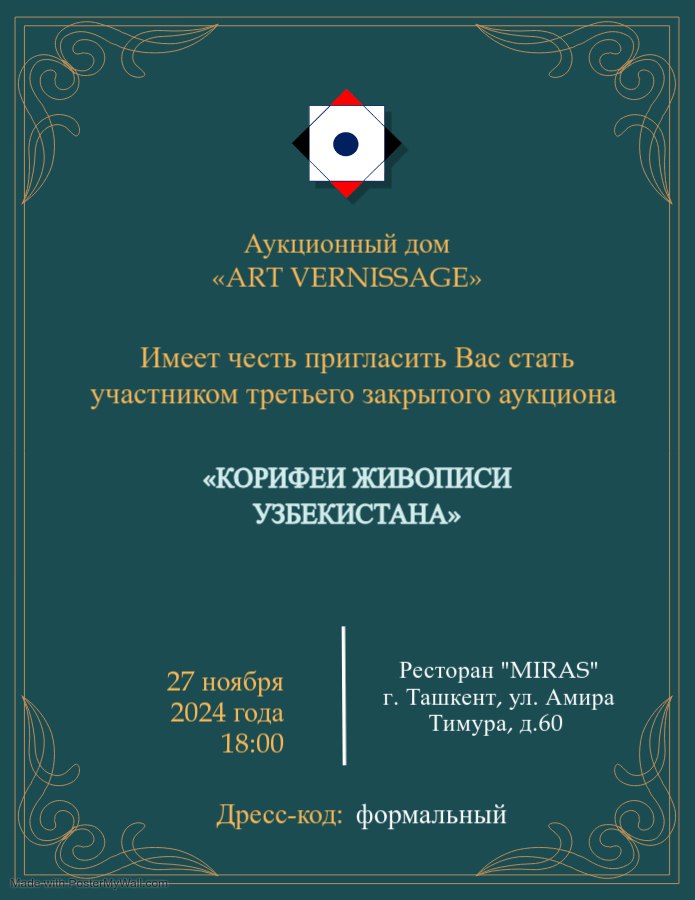 Аукционный дом
«ART VERNISSAGE»
Имеет честь пригласить Вас стать
участником третьего закрытого аукциона
«КОРИФЕИ ЖИВОПИСИ
УЗБЕКИСТАНА»
27 ноября
2024 года
18:00
Ресторан "MIRAS"
г. Ташкент, ул. Амира
Тимура, д.60
Дресс-код: формальный
Made with PosterMyWall.com